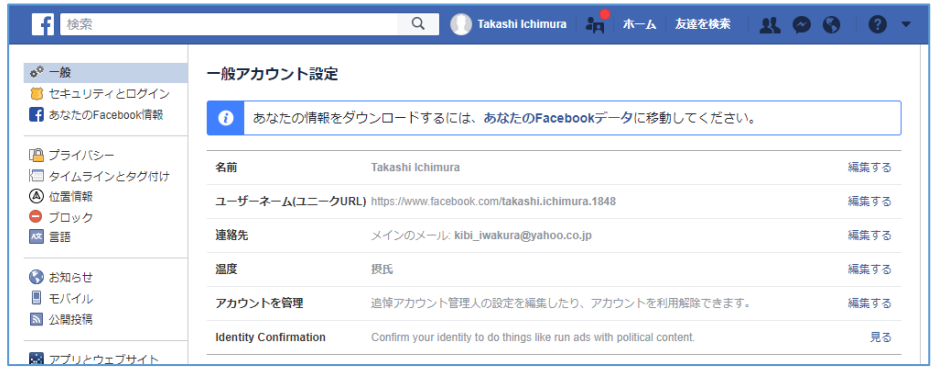 検索
Takashi Ichimura
ホーム
友達を検索
一般
セキュリティとログイン
あなたのFacebook情報
プライバシー
タイムラインとタグ付け
位置情報
ブロック
言語
お知らせ
モバイル
公開投稿
アプリとウェブサイト
一般アカウント設定
あなたの情報をダウンロードするには、あなたのFacebookデータに移動してください。
名前 Takashi Ichimura 編集する
ユーザーネーム(ユニークURL) https://www.facebook.com/takashi.ichimura.1848 編集する
連絡先 メインのメール: kibi_iwakura@yahoo.co.jp 編集する
温度 摂氏 編集する
アカウントを管理 追悼アカウント管理人の設定を編集したり、アカウントを利用解除できます。 編集する
Identity Confirmation Confirm your identity to do things like run ads with political content. 見る